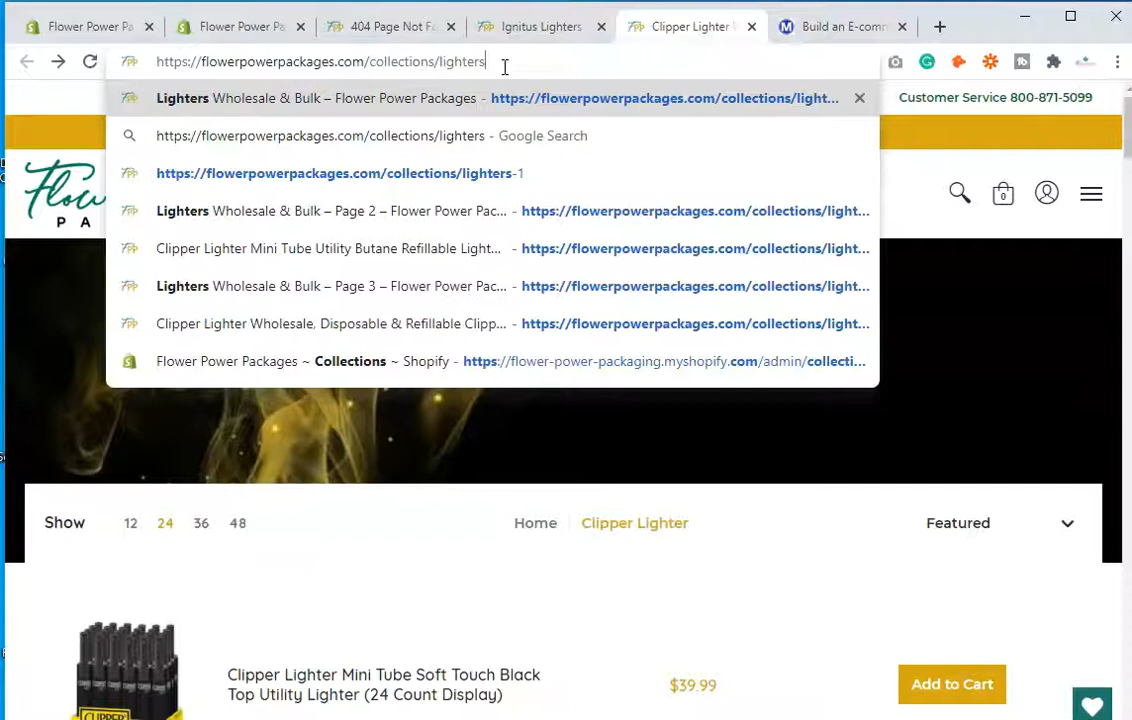 Flower Power Pa
Flower Power Pa
404 Page Not Fo
Ignitus Lighters
Clipper Lighter
Build an E-comm
https://flowerpowerpackages.com/collections/lighters
Lighters Wholesale & Bulk – Flower Power Packages - https://flowerpowerpackages.com/collections/light...
https://flowerpowerpackages.com/collections/lighters - Google Search
https://flowerpowerpackages.com/collections/lighters-1
Lighters Wholesale & Bulk – Page 2 – Flower Power Pac... - https://flowerpowerpackages.com/collections/light...
Clipper Lighter Mini Tube Utility Butane Refillable Light... - https://flowerpowerpackages.com/collections/light...
Lighters Wholesale & Bulk – Page 3 – Flower Power Pac... - https://flowerpowerpackages.com/collections/light...
Clipper Lighter Wholesale, Disposable & Refillable Clipp... - https://flowerpowerpackages.com/collections/light...
Flower Power Packages ~ Collections ~ Shopify - https://flower-power-packaging.myshopify.com/admin/collecti...
Customer Service 800-871-5099
Flow
P A
0
Show 12 24 36 48
Home Clipper Lighter
Featured
Clipper Lighter Mini Tube Soft Touch Black
Top Utility Lighter (24 Count Display)
$39.99
Add to Cart
CLIPPER